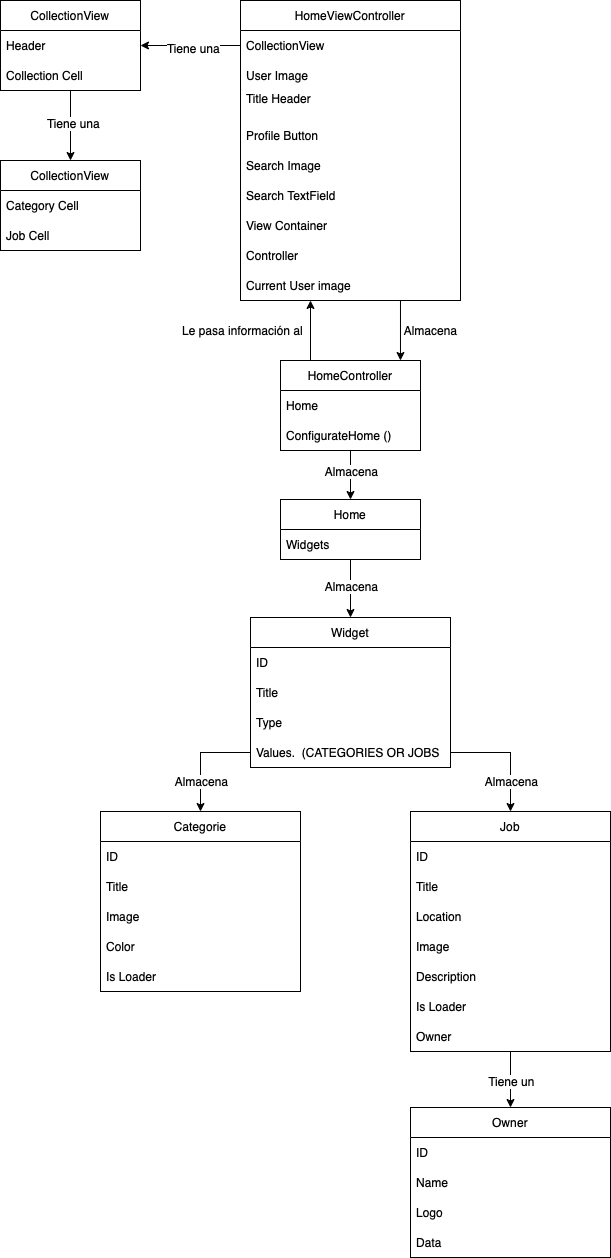 CollectionView
Header
Collection Cell
Tiene una
CollectionView
Category Cell
Job Cell
Tiene una
HomeViewController
CollectionView
User Image
Title Header
Profile Button
Search Image
Search TextField
View Container
Controller
Current User image
Le pasa información al
Almacena
HomeController
Home
ConfigurateHome ()
Almacena
Home
Widgets
Almacena
Widget
ID
Title
Type
Values.  (CATEGORIES OR JOBS
Almacena
Almacena
Categorie
ID
Title
Image
Color
Is Loader
Job
ID
Title
Location
Image
Description
Is Loader
Owner
Tiene un
Owner
ID
Name
Logo
Data